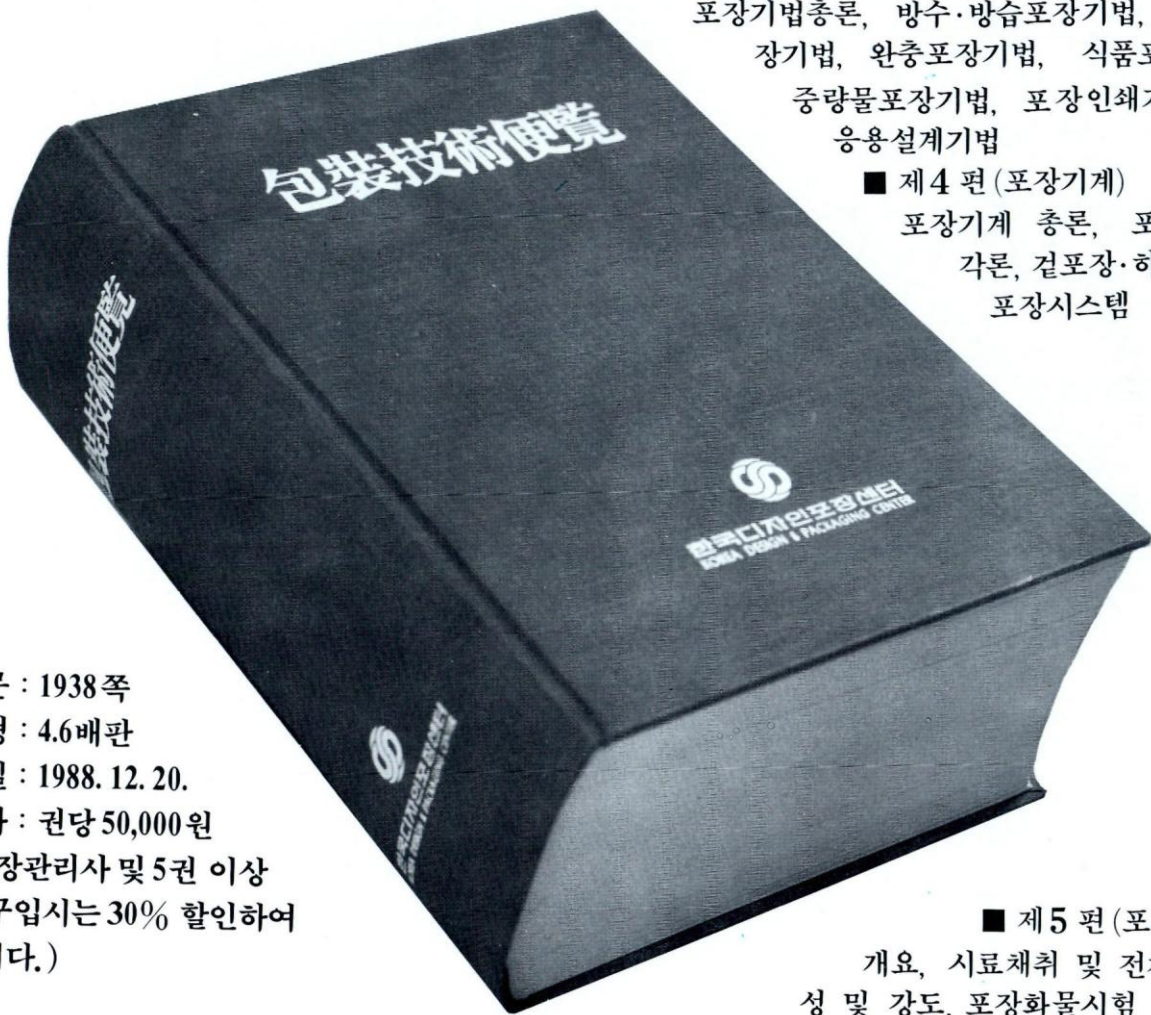 포장기법총론, 방수·방습포장기법,
장기법, 완충포장기법, 식품포
중량물포장기법, 포장인쇄기
응용설계기법
■ 제4편(포장기계)
포장기계 총론, 포
각론, 겉포장·하
포장시스템
包裝技術便覽
包裝技術便覽
한국디자인포장센터
KOREA DESIGN & PACKAGING CENTER
한국디자인포장센터
KOREA DESIGN & PACKAGING CENTER
: 1938쪽
: 4.6배판
: 1988. 12. 20.
: 권당 50,000원
장관리사 및 5권 이상
구입시는 30% 할인하여
다.)
■ 제5편(포
개요, 시료채취 및 전처
성 및 강도, 포장화물시험